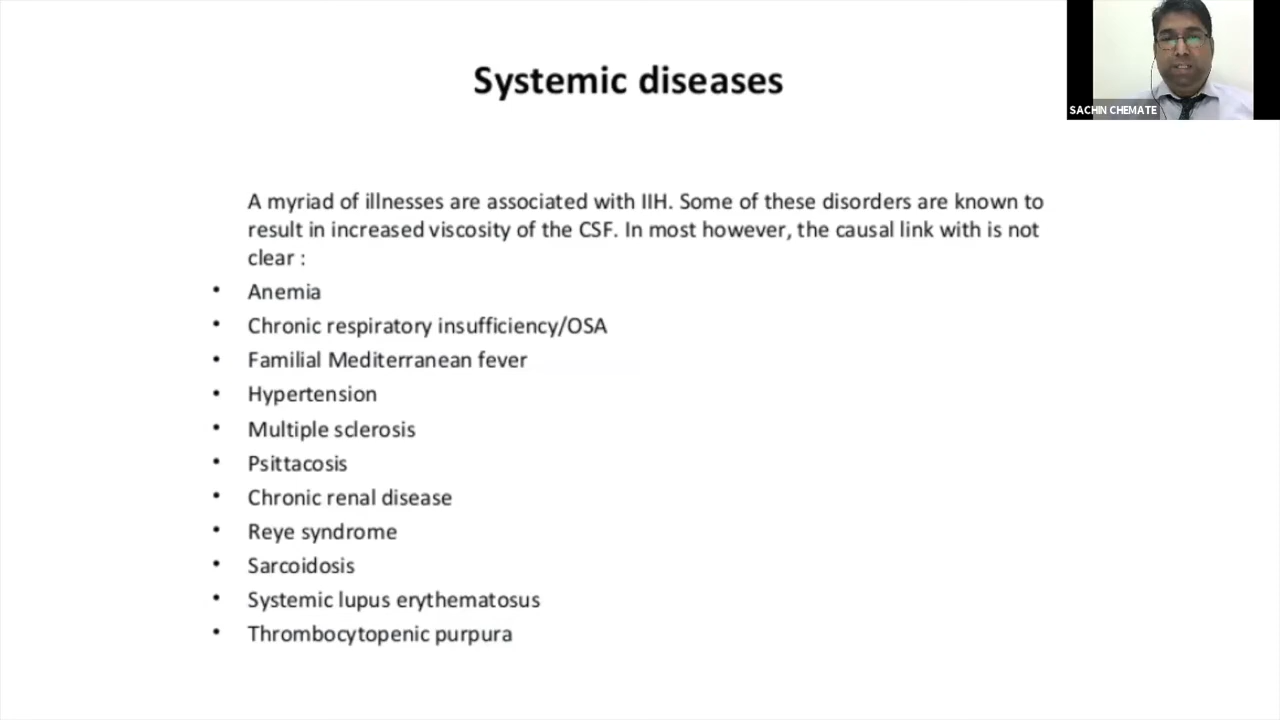 Systemic diseases
SACHIN CHEMATE
A myriad of illnesses are associated with IIH. Some of these disorders are known to
result in increased viscosity of the CSF. In most however, the causal link with is not
clear :
• Anemia
• Chronic respiratory insufficiency/OSA
• Familial Mediterranean fever
• Hypertension
• Multiple sclerosis
• Psittacosis
• Chronic renal disease
• Reye syndrome
• Sarcoidosis
• Systemic lupus erythematosus
• Thrombocytopenic purpura